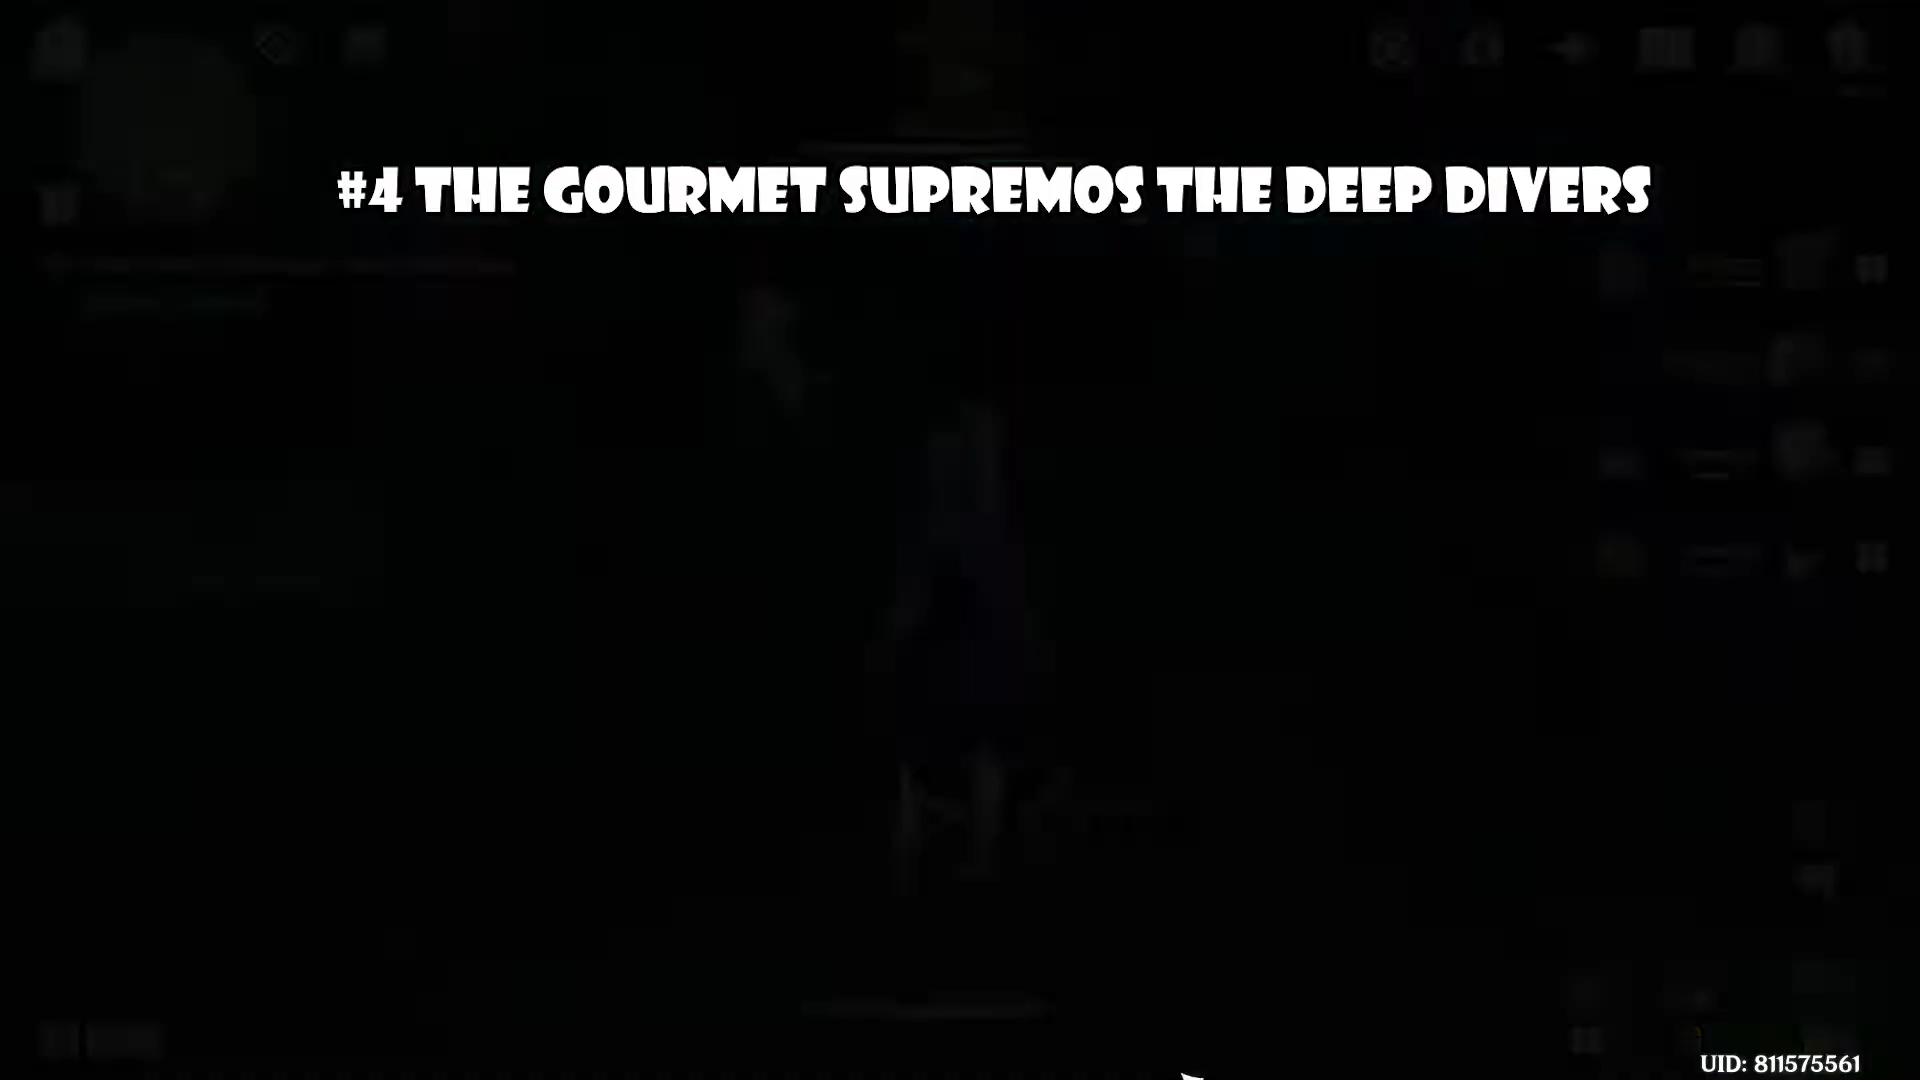 #4 THE GOURMET SUPREMOS THE DEEP DIVERS
UID: 811575561